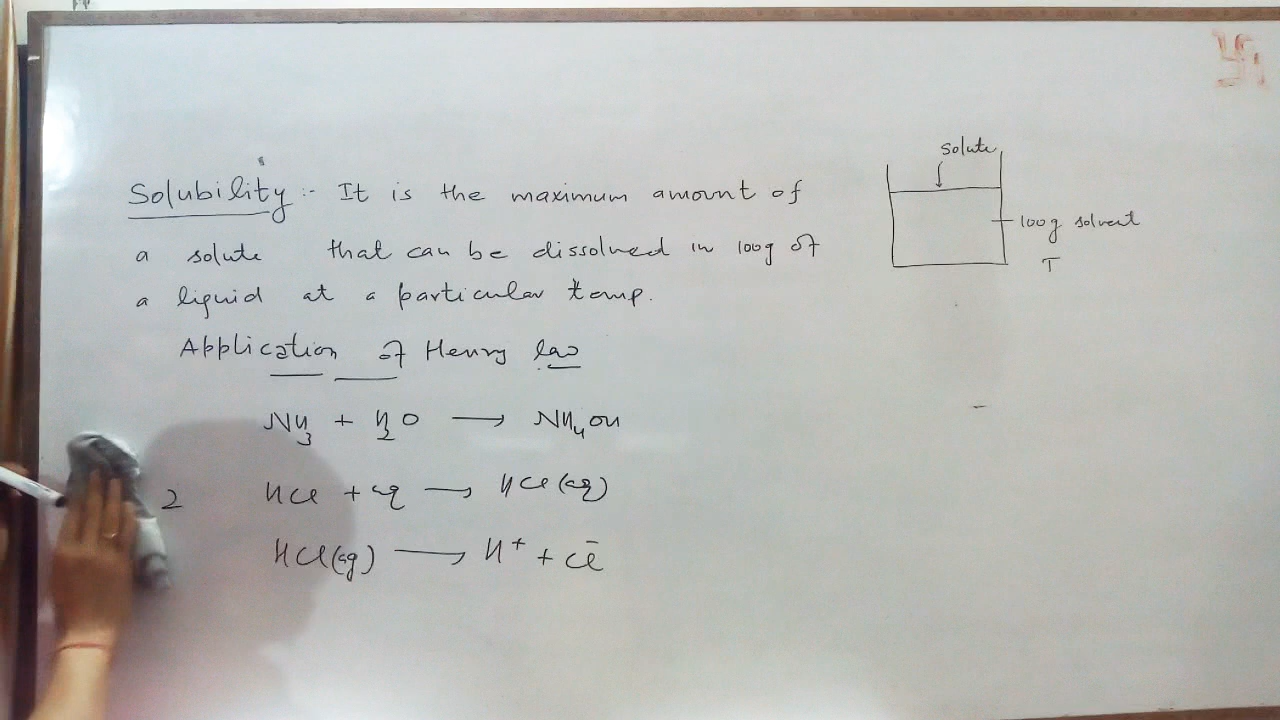 Solubility :- It is the maximum amount of
a solute that can be dissolved in 100g of
a liquid at a particular temp.
Application of Henry law
NH3 + H2O ⟶ NH4OH
2 HCl + aq ⟶ HCl(aq)
HCl(aq) ⟶ H+ + Cl-
solute
100g solvent
T